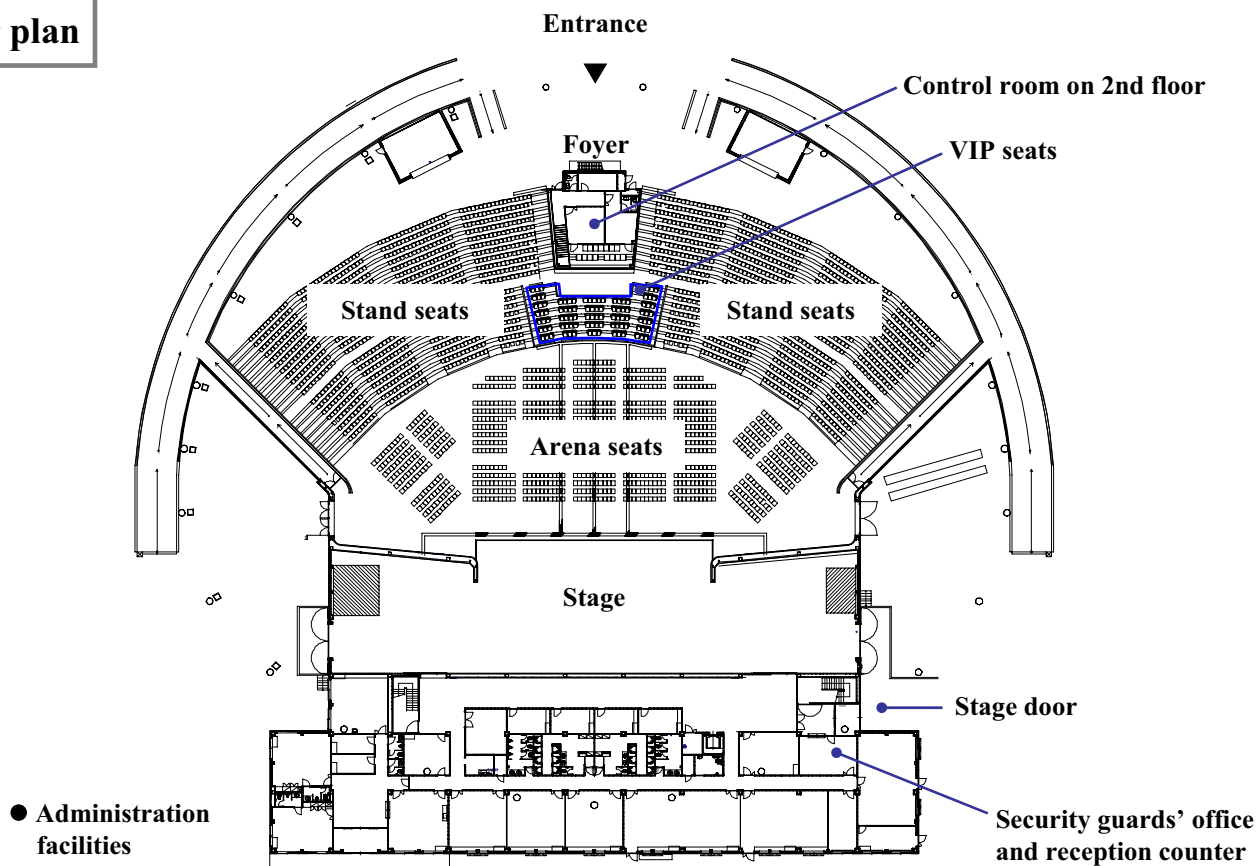 plan
Entrance
Control room on 2nd floor
Foyer
VIP seats
Stand seats
Stand seats
Arena seats
Stage
Stage door
● Administration
facilities
Security guards’ office
and reception counter